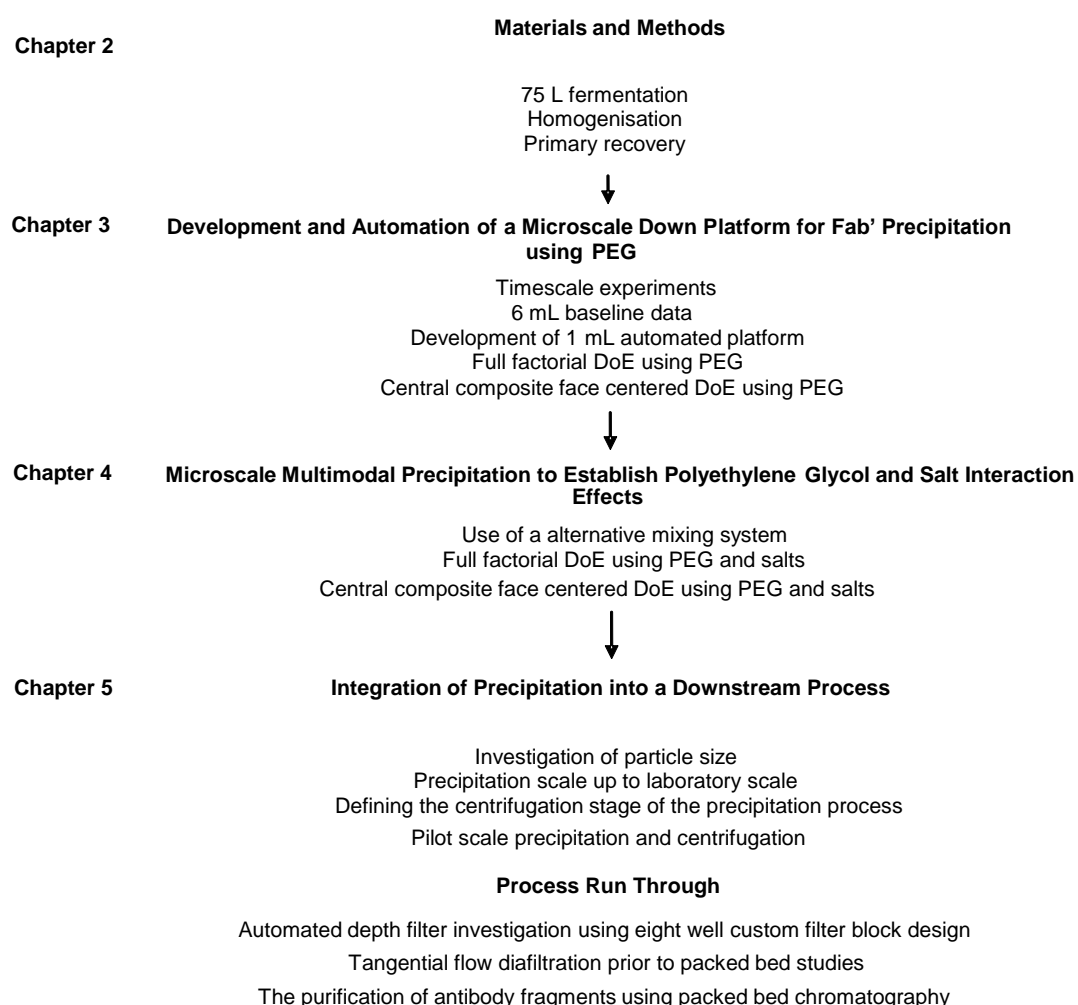 Materials and Methods
Chapter 2
75 L fermentation
Homogenisation
Primary recovery
Chapter 3
Development and Automation of a Microscale Down Platform for Fab’ Precipitation
using PEG
Timescale experiments
6 mL baseline data
Development of 1 mL automated platform
Full factorial DoE using PEG
Central composite face centered DoE using PEG
Chapter 4
Microscale Multimodal Precipitation to Establish Polyethylene Glycol and Salt Interaction
Effects
Use of a alternative mixing system
Full factorial DoE using PEG and salts
Central composite face centered DoE using PEG and salts
Chapter 5
Integration of Precipitation into a Downstream Process
Investigation of particle size
Precipitation scale up to laboratory scale
Defining the centrifugation stage of the precipitation process
Pilot scale precipitation and centrifugation
Process Run Through
Automated depth filter investigation using eight well custom filter block design
Tangential flow diafiltration prior to packed bed studies
The purification of antibody fragments using packed bed chromatography